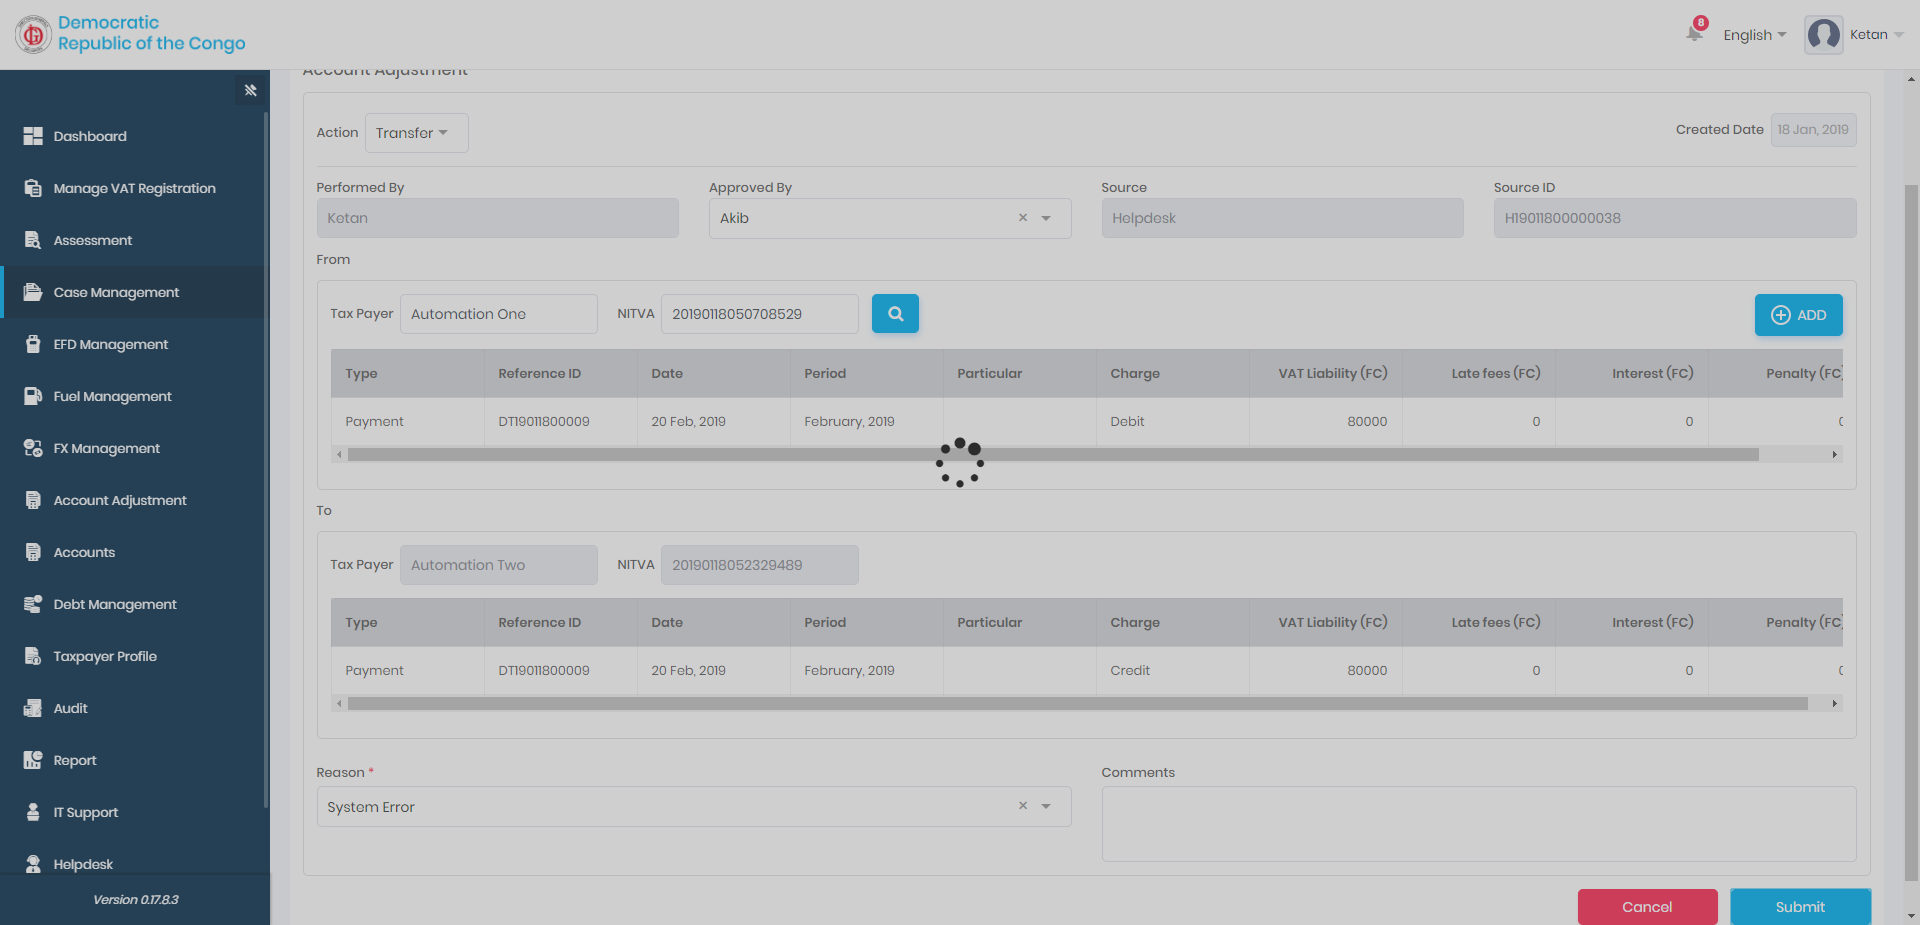 Democratic
Republic of the Congo
8
English
Ketan
Account Adjustment
Dashboard
Manage VAT Registration
Assessment
Case Management
EFD Management
Fuel Management
FX Management
Account Adjustment
Accounts
Debt Management
Taxpayer Profile
Audit
Report
IT Support
Helpdesk
Version 0.17.8.3
Action Transfer
Created Date 18 Jan, 2019
Performed By Approved By Source Source ID
Ketan Akib Helpdesk H19011800000038
From
Tax Payer Automation One NITVA 20190118050708529 ADD
Type Reference ID Date Period Particular Charge VAT Liability (FC) Late fees (FC) Interest (FC) Penalty (FC)
Payment DT19011800009 20 Feb, 2019 February, 2019 Debit 80000 0 0 0
To
Tax Payer Automation Two NITVA 20190118052329489
Type Reference ID Date Period Particular Charge VAT Liability (FC) Late fees (FC) Interest (FC) Penalty (FC)
Payment DT19011800009 20 Feb, 2019 February, 2019 Credit 80000 0 0 0
Reason * Comments
System Error
Cancel Submit